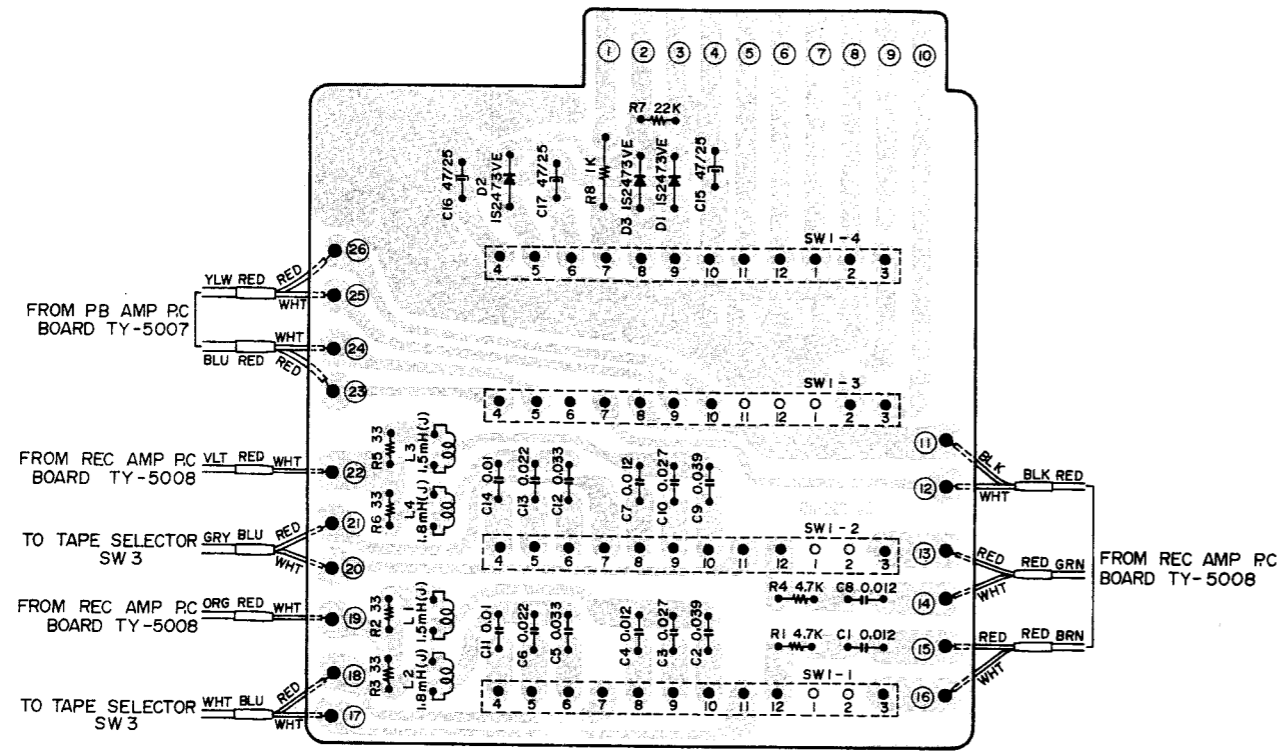 1 2 3 4 5 6 7 8 9 10
R7 22K
C16 47/25
D2
1S2473VE
C17 47/25
R8 1K
D3 1S2473VE
D1 1S2473VE
C15 47/25
SW1-4
4 5 6 7 8 9 10 11 12 1 2 3
26
YLW RED RED
25
WHT
FROM PB AMP P.C
BOARD TY-5007
WHT
24
BLU RED RED
23
SW1-3
4 5 6 7 8 9 10 11 12 1 2 3
R5 33
L3
1.5mH(J)
FROM REC AMP P.C
BOARD TY-5008
VLT RED WHT
22
R6 33
L4
1.8mH(J)
C14 0.01
C13 0.022
C12 0.033
C7 0.012
C10 0.027
C9 0.039
11
BLK
12
WHT
BLK RED
21
TO TAPE SELECTOR
SW3
GRY BLU RED
WHT
20
SW1-2
4 5 6 7 8 9 10 11 12 1 2 3
13
RED
RED GRN
WHT
14
FROM REC AMP P.C
BOARD TY-5008
R4 4.7K C8 0.012
FROM REC AMP P.C
BOARD TY-5008
ORG RED WHT
19
R2 33
L1
1.5mH(J)
C11 0.01
C6 0.022
C5 0.033
C4 0.012
C3 0.027
C2 0.039
R1 4.7K C1 0.012
15
RED RED BRN
WHT
16
18
R3 33
L2
1.8mH(J)
TO TAPE SELECTOR
SW3
WHT BLU RED
WHT
17
SW1-1
4 5 6 7 8 9 10 11 12 1 2 3